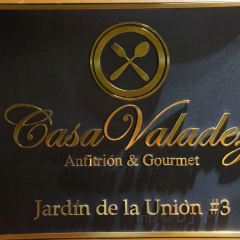 Casa Valadez
Anfitrión & Gourmet
Jardín de la Unión #3